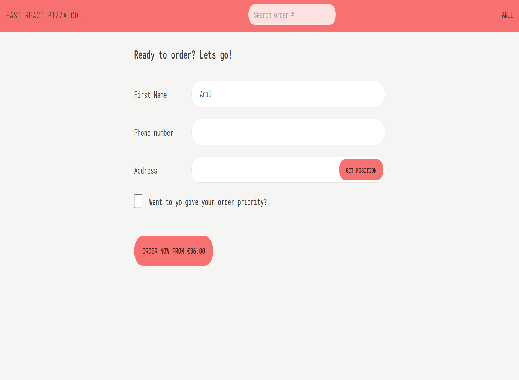 FAST REACT PIZZA CO.
Search order #
ANIL
Ready to order? Lets go!
First Name
Anil
Phone number
Address
GET POSITION
Want to yo give your order priority?
ORDER NOW FROM €36.00